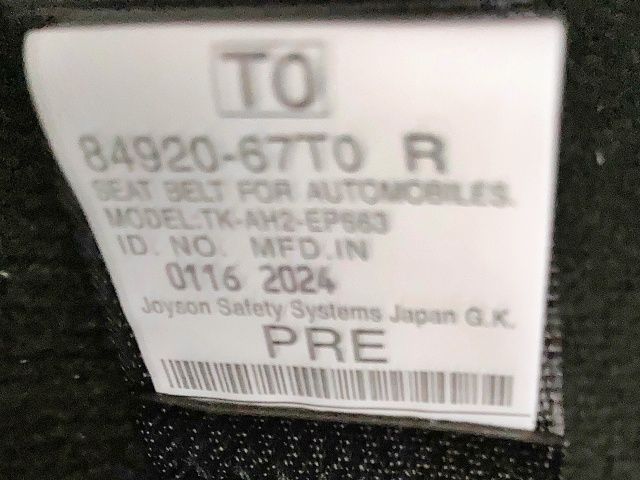 T0
84920-67T0 R
SEAT BELT FOR AUTOMOBILES.
MODEL:TK-AH2-EP663
ID. NO. MFD.IN
0116 2024
Joyson Safety Systems Japan G.K.
PRE